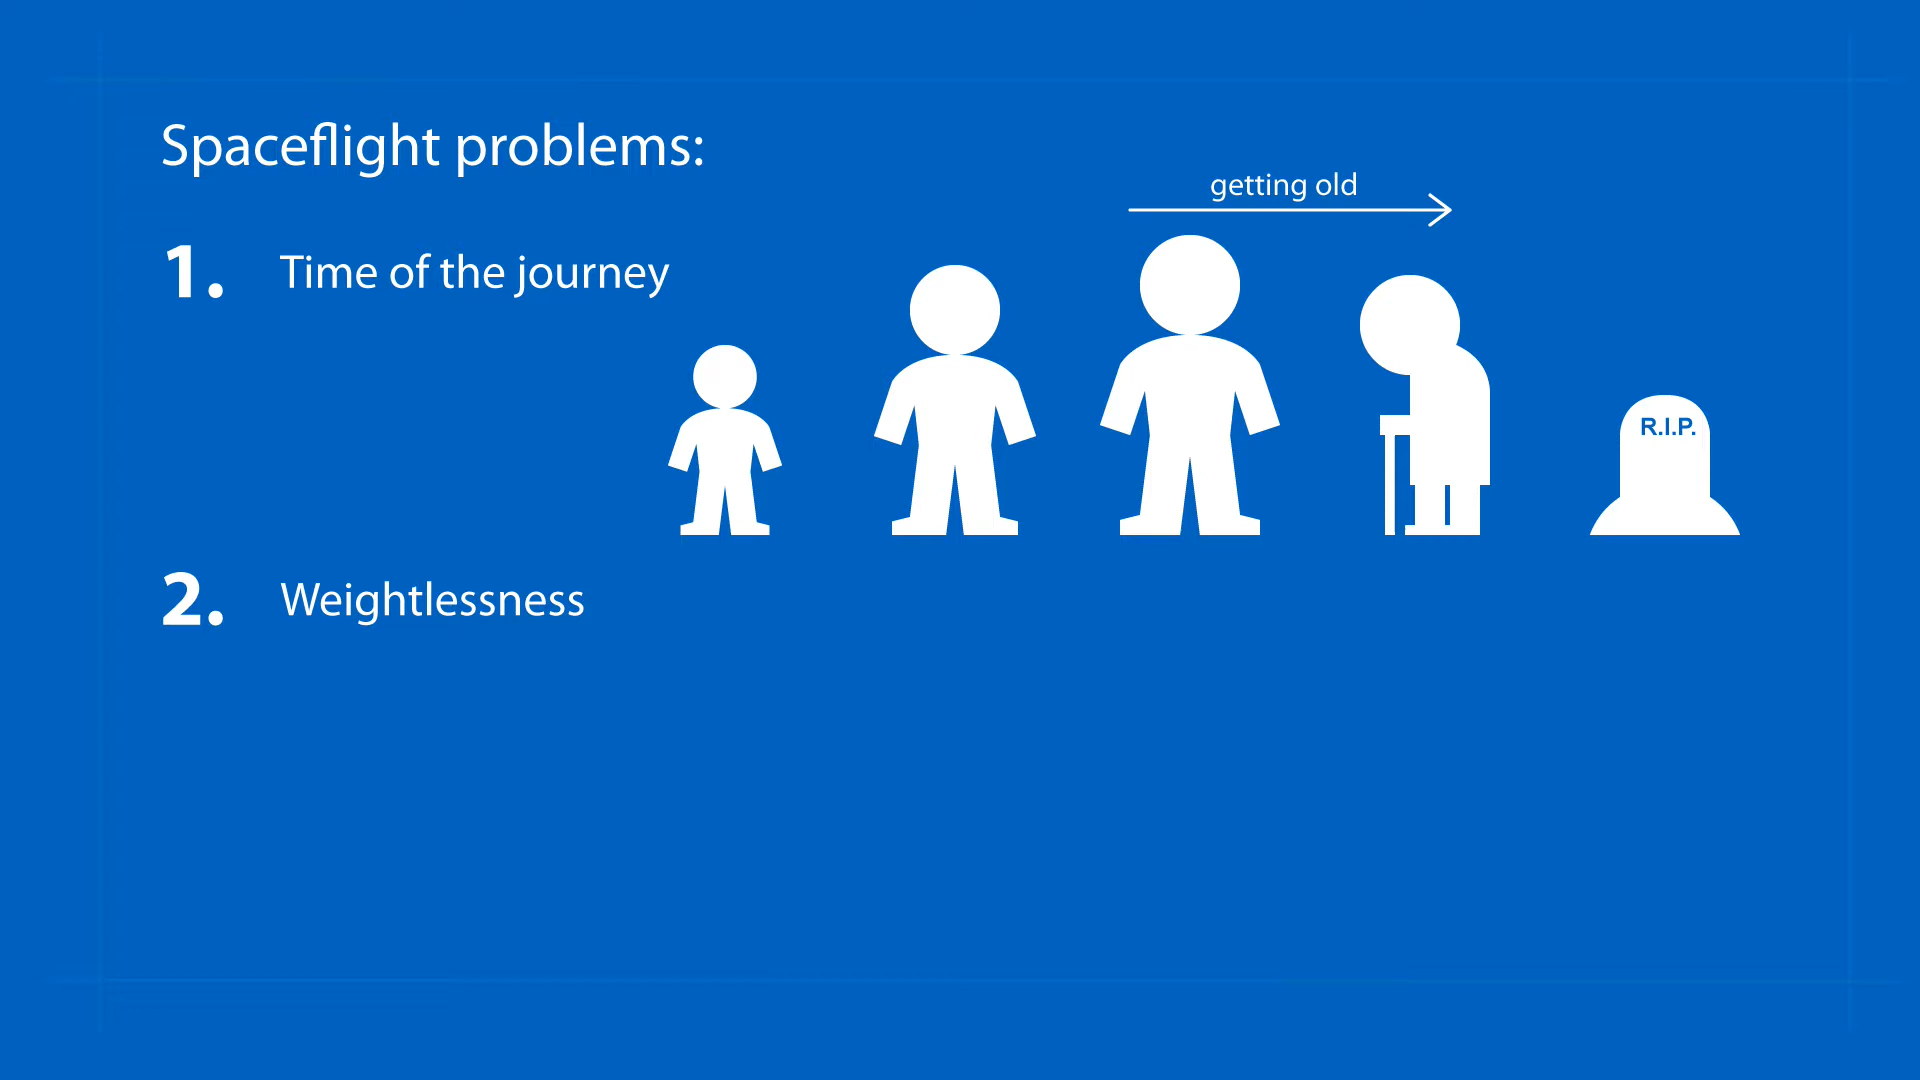 Spaceflight problems:
getting old
1. Time of the journey
R.I.P.
2. Weightlessness